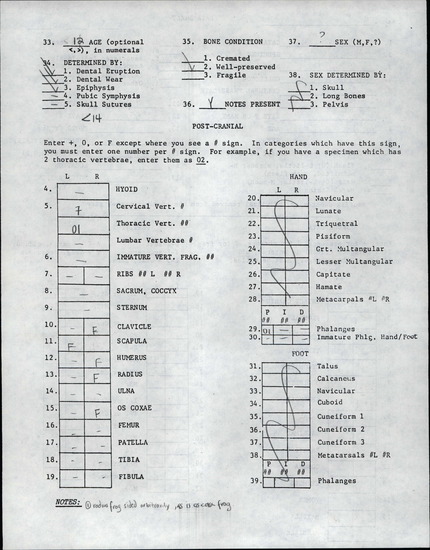 33. 12 AGE (optional
<,>), in numerals
34. DETERMINED BY:
1. Dental Eruption
2. Dental Wear
3. Epiphysis
4. Pubic Symphysis
5. Skull Sutures
<14
35. BONE CONDITION
1. Cremated
2. Well-preserved
3. Fragile
36. NOTES PRESENT
37. ? SEX (M,F,?)
38. SEX DETERMINED BY:
1. Skull
2. Long Bones
3. Pelvis
POST-CRANIAL
Enter +, 0, or F except where you see a # sign. In categories which have this sign,
you must enter one number per # sign. For example, if you have a specimen which has
2 thoracic vertebrae, enter them as 02.
L R
4. — HYOID
5. 7 Cervical Vert. #
01 Thoracic Vert. ##
— Lumbar Vertebrae #
6. — IMMATURE VERT. FRAG. ##
7. — — RIBS ## L ## R
8. — SACRUM, COCCYX
9. — STERNUM
10. — F CLAVICLE
11. F SCAPULA
12. — F HUMERUS
13. — F RADIUS
14. — — ULNA
15. — F OS COXAE
16. — — FEMUR
17. — — PATELLA
18. — — TIBIA
19. — — FIBULA
HAND
L R
20. Navicular
21. Lunate
22. Triquetral
23. Pisiform
24. Grt. Multangular
25. Lesser Multangular
26. Capitate
27. Hamate
28. Metacarpals #L #R
P I D
## ## ##
29. 01 — Phalanges
30. — — Immature Phlg. Hand/Foot
FOOT
31. Talus
32. Calcaneus
33. Navicular
34. Cuboid
35. Cuneiform 1
36. Cuneiform 2
37. Cuneiform 3
38. Metatarsals #L #R
P I D
## ## ##
39. Phalanges
NOTES: frag sided arbitrarily as is frag